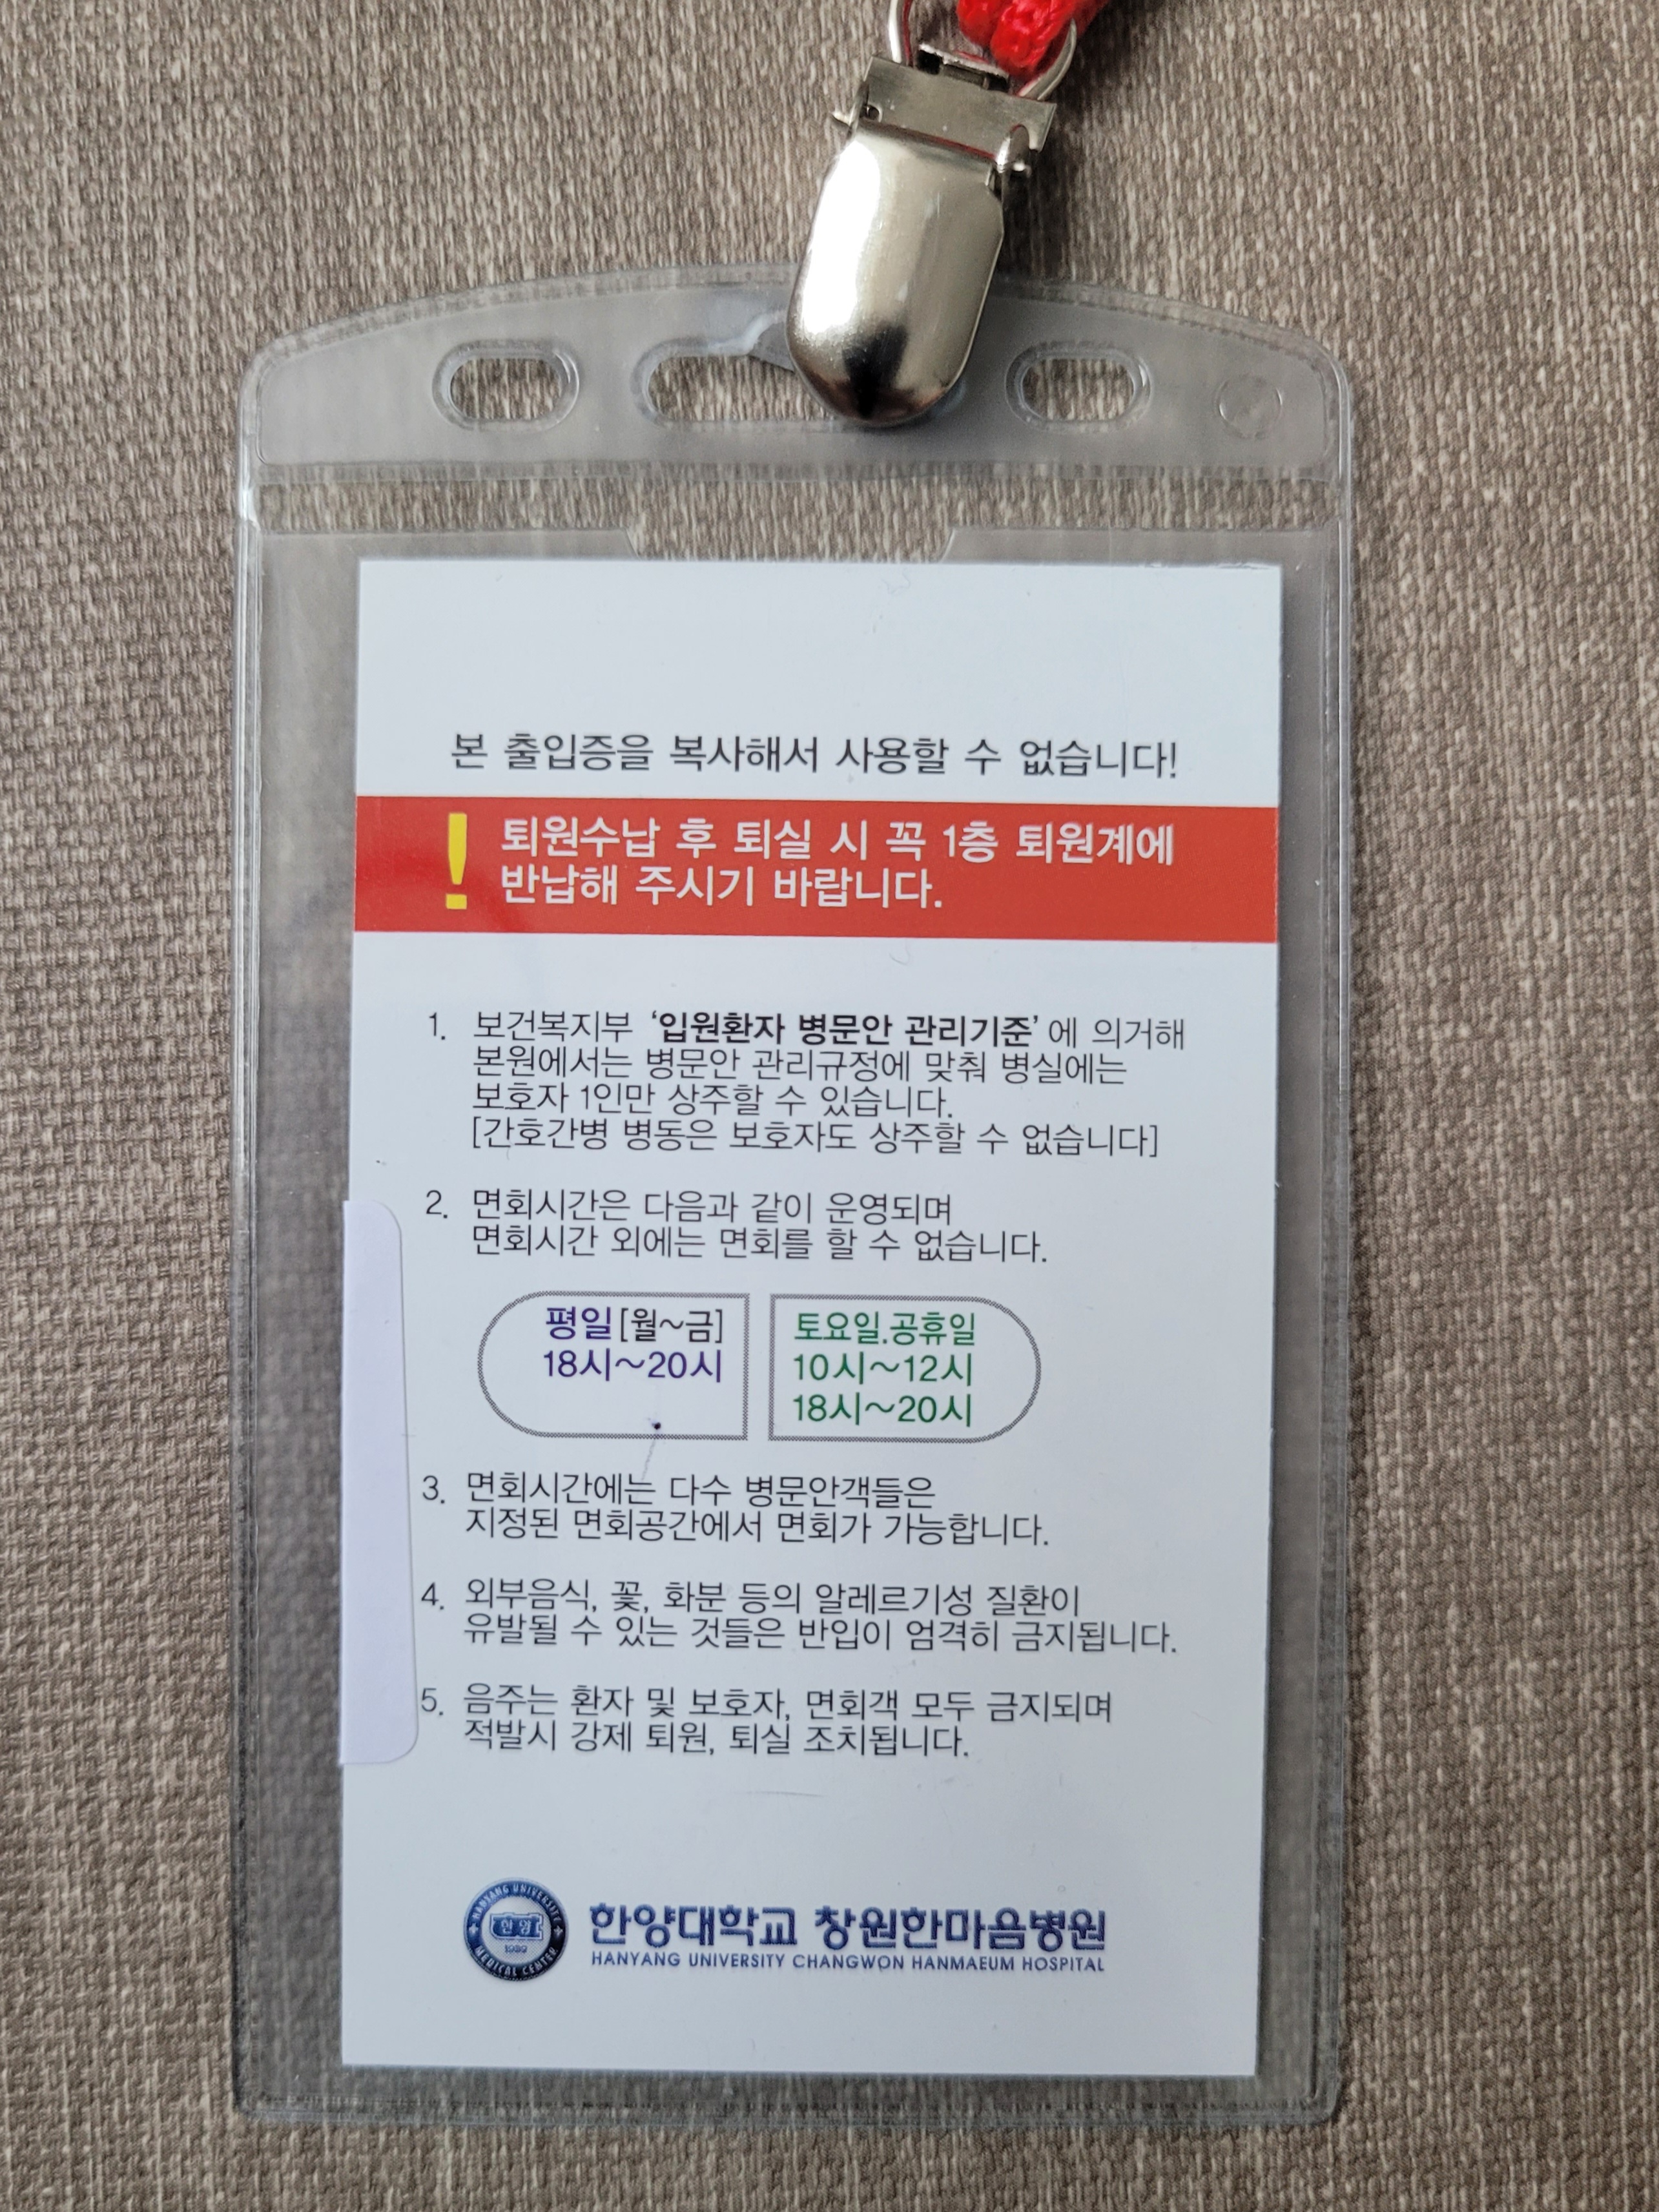 본 출입증을 복사해서 사용할 수 없습니다!
! 퇴원수납 후 퇴실 시 꼭 1층 퇴원계에
반납해 주시기 바랍니다.
1. 보건복지부 ‘입원환자 병문안 관리기준’에 의거해
본원에서는 병문안 관리규정에 맞춰 병실에는
보호자 1인만 상주할 수 있습니다.
[간호간병 병동은 보호자도 상주할 수 없습니다]
2. 면회시간은 다음과 같이 운영되며
면회시간 외에는 면회를 할 수 없습니다.
평일[월~금]
18시~20시
토요일.공휴일
10시~12시
18시~20시
3. 면회시간에는 다수 병문안객들은
지정된 면회공간에서 면회가 가능합니다.
4. 외부음식, 꽃, 화분 등의 알레르기성 질환이
유발될 수 있는 것들은 반입이 엄격히 금지됩니다.
5. 음주는 환자 및 보호자, 면회객 모두 금지되며
적발시 강제 퇴원, 퇴실 조치됩니다.
HANYANG UNIVERSITY
한양
MEDICAL CENTER
한양대학교 창원한마음병원
HANYANG UNIVERSITY CHANGWON HANMAEUM HOSPITAL